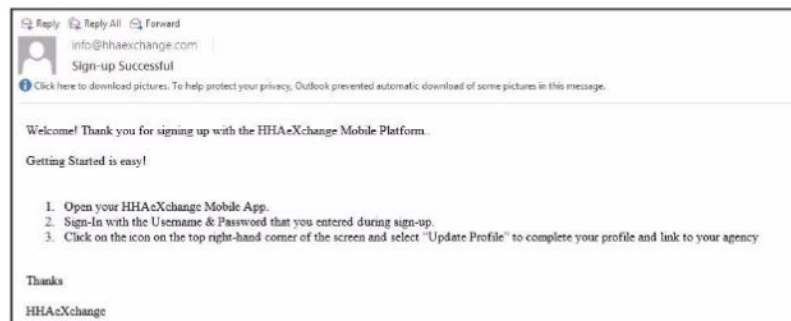 Reply Reply All Forward
info@hhaexchange.com
Sign-up Successful
Click here to download pictures. To help protect your privacy, Outlook prevented automatic download of some pictures in this message.
Welcome! Thank you for signing up with the HHAeXchange Mobile Platform..
Getting Started is easy!
1. Open your HHAeXchange Mobile App.
2. Sign-In with the Username & Password that you entered during sign-up.
3. Click on the icon on the top right-hand corner of the screen and select "Update Profile" to complete your profile and link to your agency
Thanks
HHAeXchange